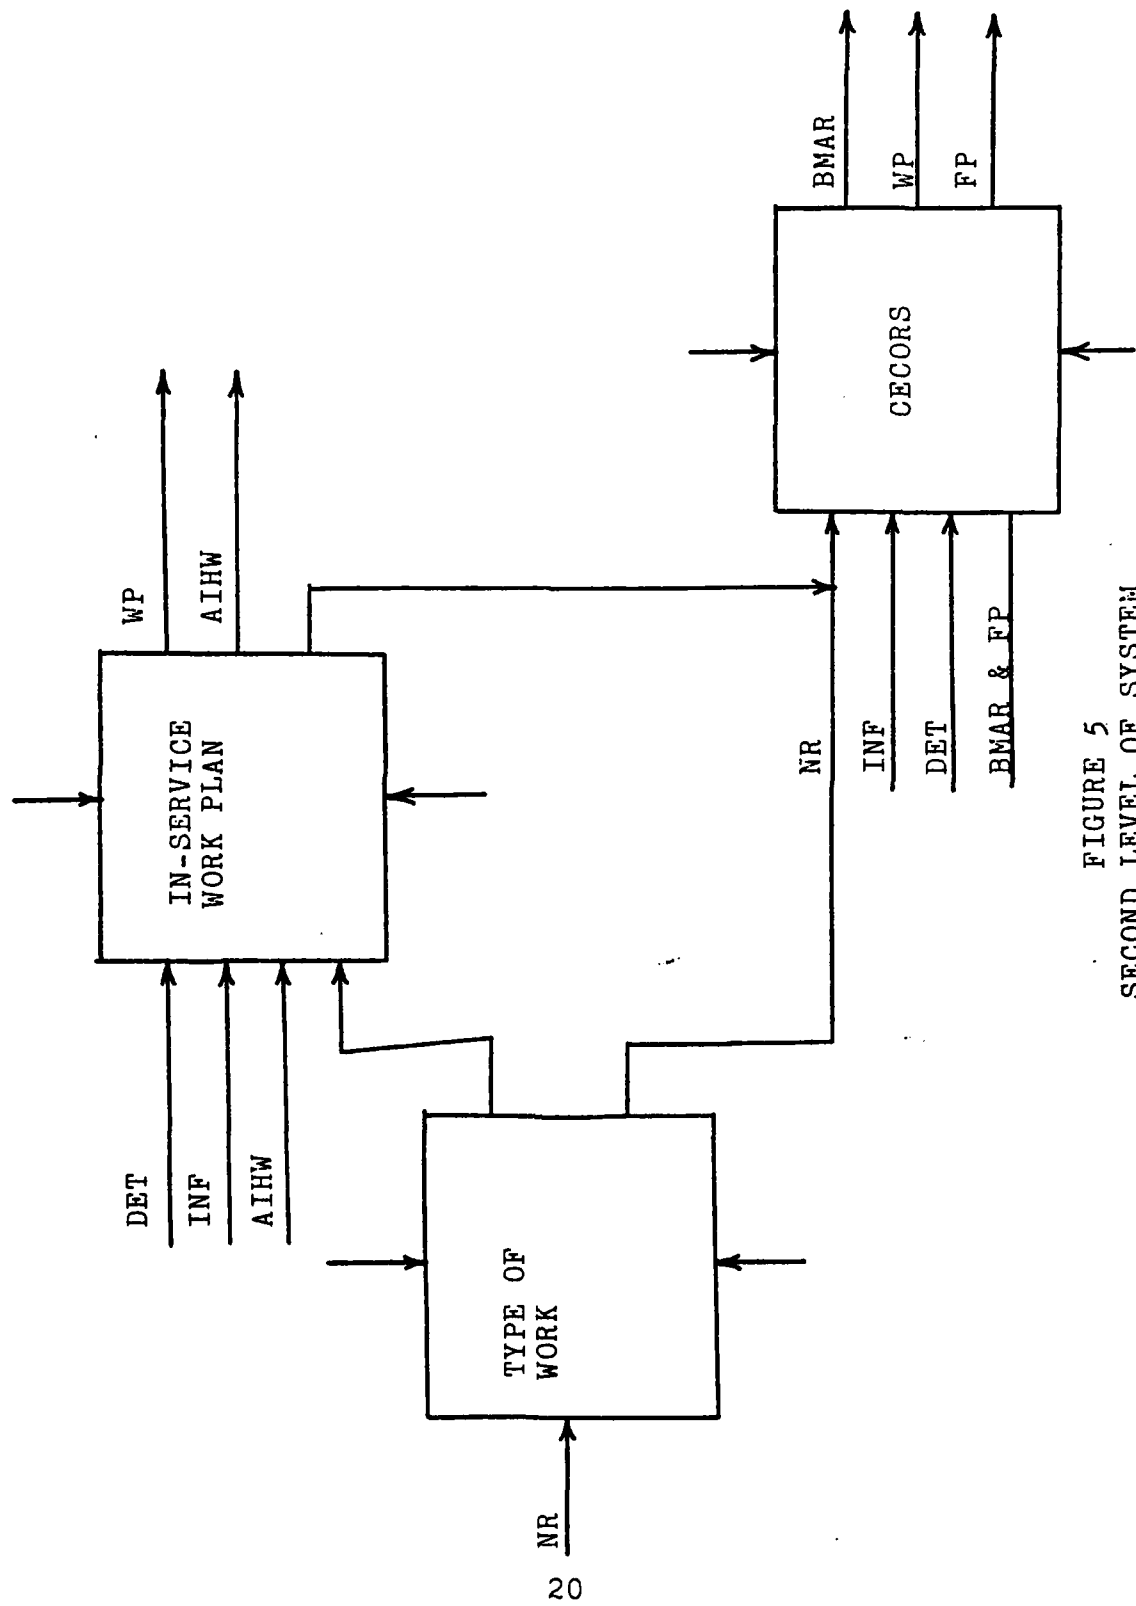 WP
AIHW
IN-SERVICE
WORK PLAN
DET
INF
AIHW
TYPE OF
WORK
NR
BMAR
WP
FP
CECORS
NR
INF
DET
BMAR & FP
FIGURE 5
SECOND LEVEL OF SYSTEM
20